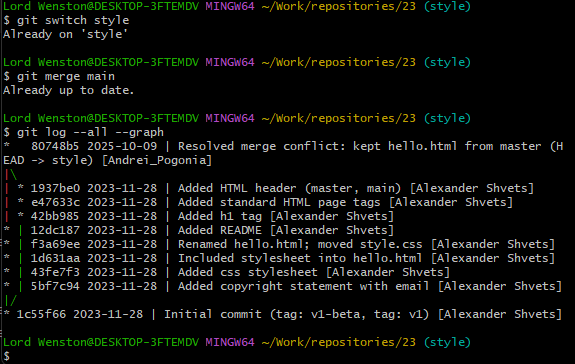 Lord Wenston@DESKTOP-3FTEMDV MINGW64 ~/Work/repositories/23 (style)
$ git switch style
Already on 'style'
Lord Wenston@DESKTOP-3FTEMDV MINGW64 ~/Work/repositories/23 (style)
$ git merge main
Already up to date.
Lord Wenston@DESKTOP-3FTEMDV MINGW64 ~/Work/repositories/23 (style)
$ git log --all --graph
*   80748b5 2025-10-09 | Resolved merge conflict: kept hello.html from master (H
EAD -> style) [Andrei_Pogonia]
|\
| * 1937be0 2023-11-28 | Added HTML header (master, main) [Alexander Shvets]
| * e47633c 2023-11-28 | Added standard HTML page tags [Alexander Shvets]
| * 42bb985 2023-11-28 | Added h1 tag [Alexander Shvets]
* | 12dc187 2023-11-28 | Added README [Alexander Shvets]
* | f3a69ee 2023-11-28 | Renamed hello.html; moved style.css [Alexander Shvets]
* | 1d631aa 2023-11-28 | Included stylesheet into hello.html [Alexander Shvets]
* | 43fe7f3 2023-11-28 | Added css stylesheet [Alexander Shvets]
* | 5bf7c94 2023-11-28 | Added copyright statement with email [Alexander Shvets]
|/
* 1c55f66 2023-11-28 | Initial commit (tag: v1-beta, tag: v1) [Alexander Shvets]
Lord Wenston@DESKTOP-3FTEMDV MINGW64 ~/Work/repositories/23 (style)
$